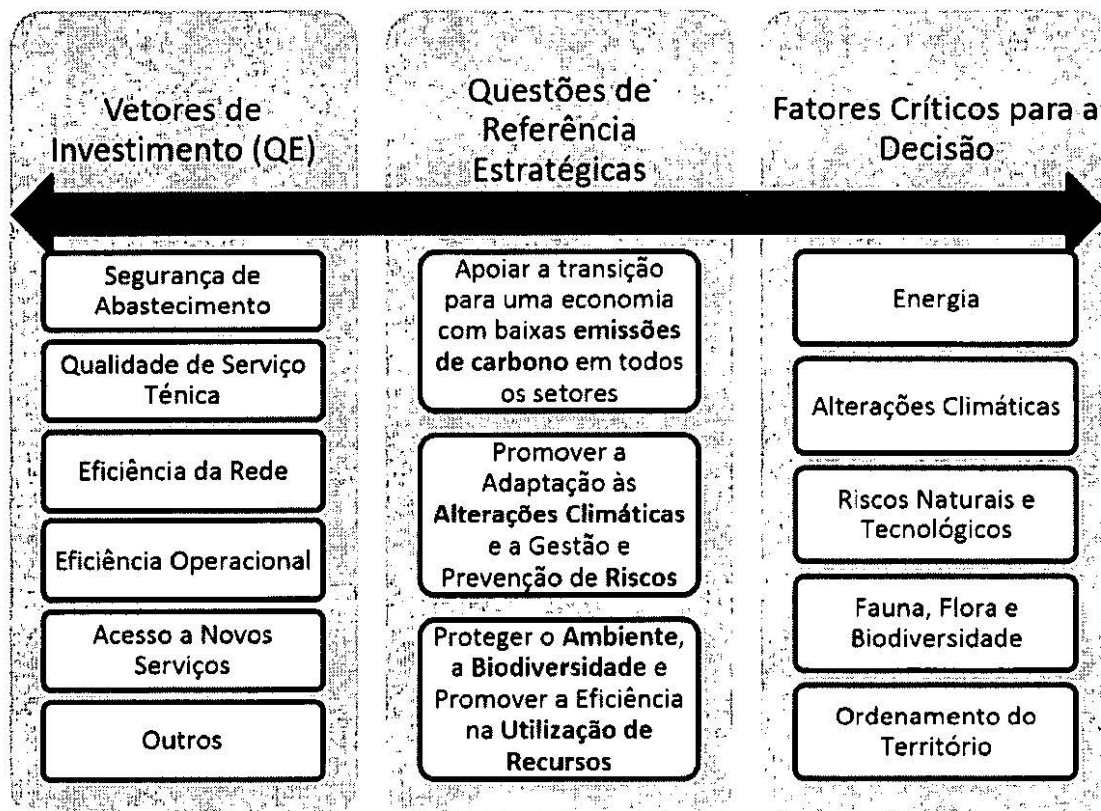 Vetores de
Investimento (QE)
Segurança de
Abastecimento
Qualidade de Serviço
Ténica
Eficiência da Rede
Eficiência Operacional
Acesso a Novos
Serviços
Outros
Questões de
Referência
Estratégicas
Apoiar a transição
para uma economia
com baixas emissões
de carbono em todos
os setores
Promover a
Adaptação às
Alterações Climáticas
e a Gestão e
Prevenção de Riscos
Proteger o Ambiente,
a Biodiversidade e
Promover a Eficiência
na Utilização de
Recursos
Fatores Críticos para a
Decisão
Energia
Alterações Climáticas
Riscos Naturais e
Tecnológicos
Fauna, Flora e
Biodiversidade
Ordenamento do
Território